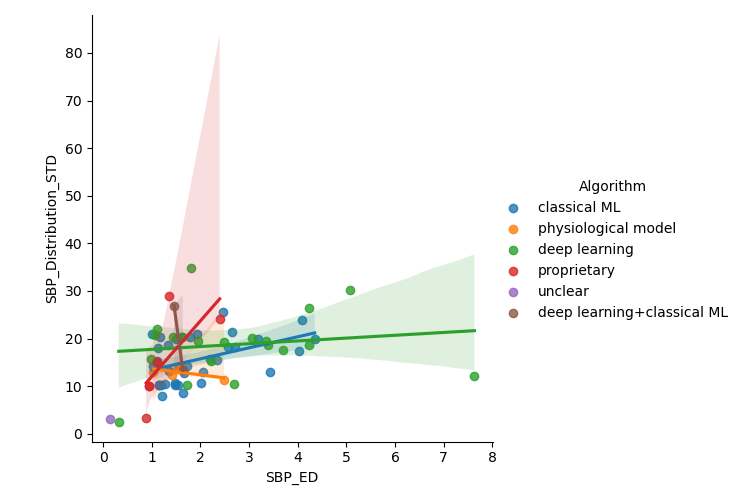 80
70
60
50
40
30
20
10
0
SBP_Distribution_STD
0 1 2 3 4 5 6 7 8
SBP_ED
Algorithm
classical ML
physiological model
deep learning
proprietary
unclear
deep learning+classical ML